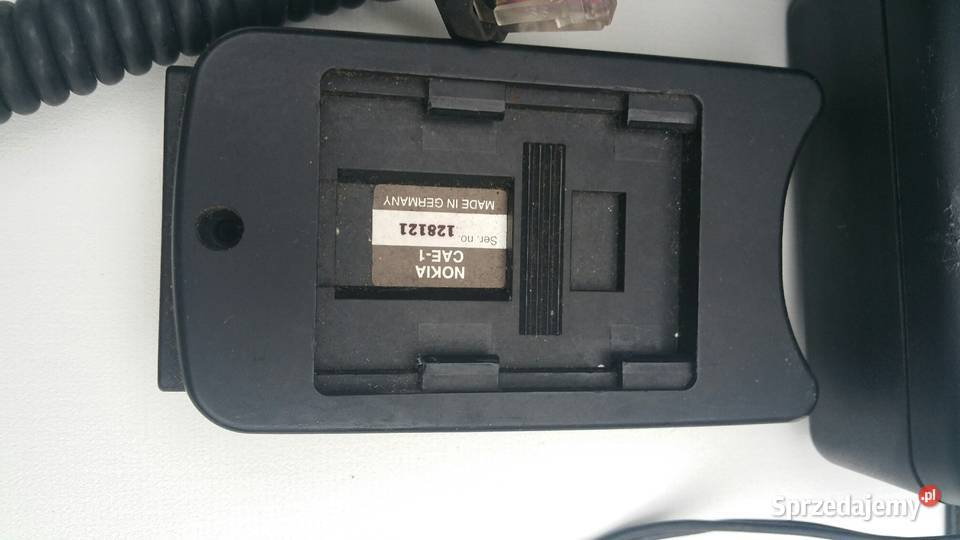 NOKIA
CAE-1
Ser. no 128121
MADE IN GERMANY
Sprzedajemy.pl